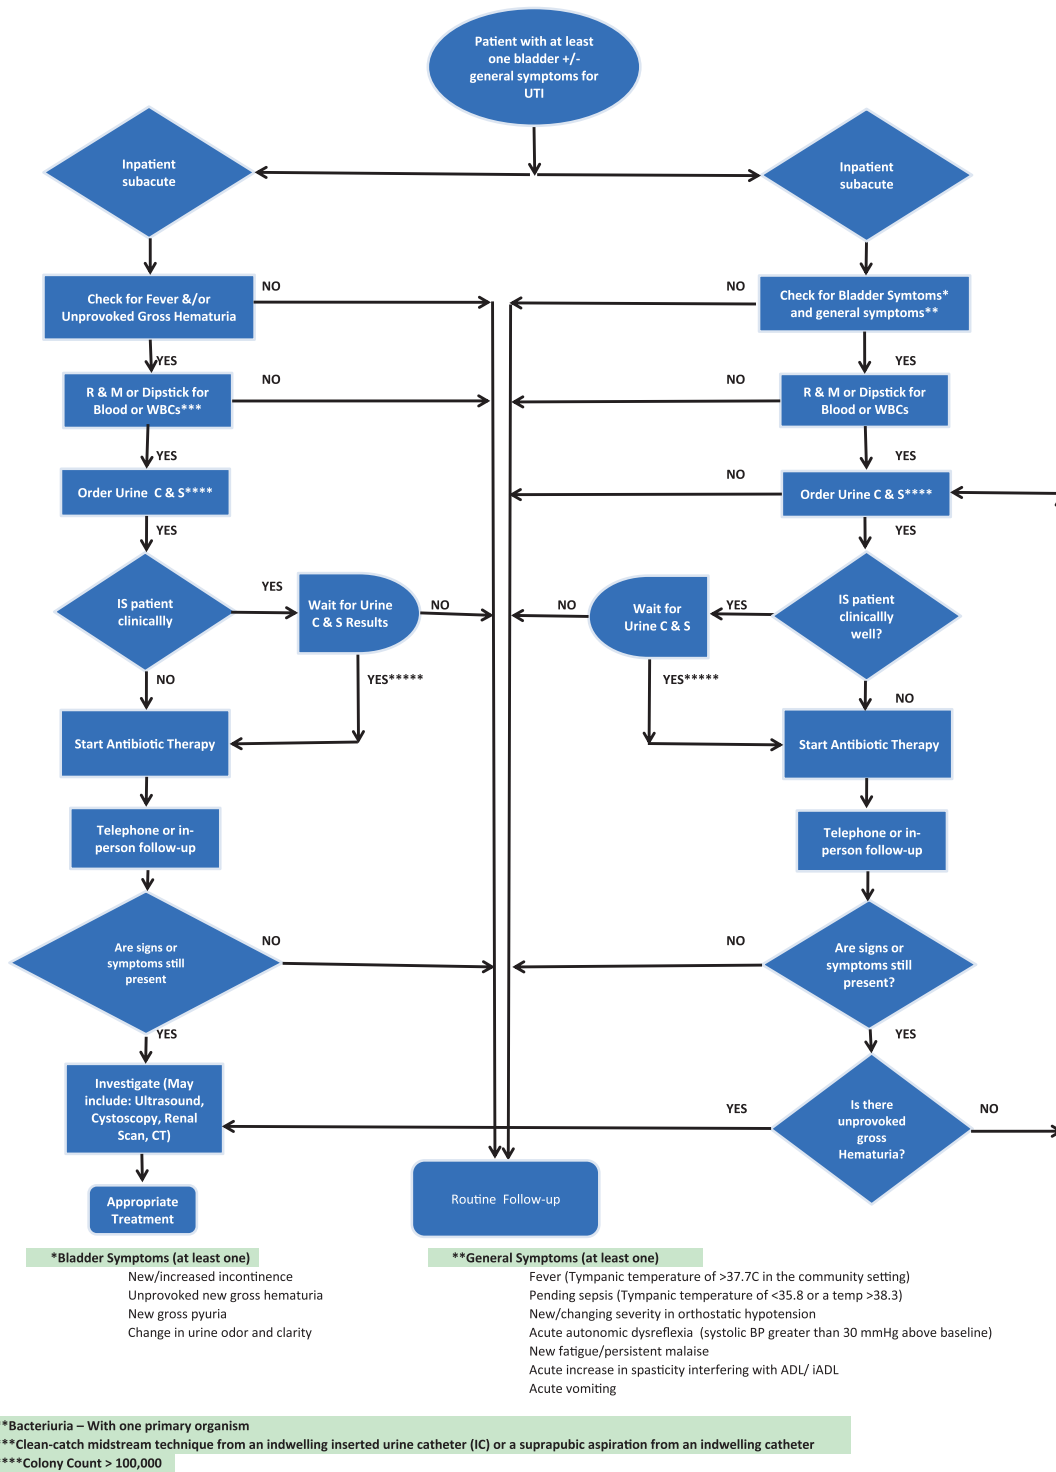 Patient with at least
one bladder +/-
general symptoms for
UTI
Inpatient
subacute
Inpatient
subacute
NO
Check for Fever &/or
Unprovoked Gross Hematuria
NO
Check for Bladder Symtoms*
and general symptoms**
YES
YES
NO
R & M or Dipstick for
Blood or WBCs***
NO
R & M or Dipstick for
Blood or WBCs
YES
YES
Order Urine C & S****
NO
Order Urine C & S****
YES
YES
IS patient
clinicallly
YES
Wait for Urine
C & S Results
NO
NO
Wait for
Urine C & S
YES
IS patient
clinicallly
well?
NO
YES*****
YES*****
NO
Start Antibiotic Therapy
Start Antibiotic Therapy
Telephone or in-
person follow-up
Telephone or in-
person follow-up
Are signs or
symptoms still
present
NO
NO
Are signs or
symptoms still
present?
YES
YES
Investigate (May
include: Ultrasound,
Cystoscopy, Renal
Scan, CT)
YES
Is there
unprovoked
gross
Hematuria?
NO
Appropriate
Treatment
Routine Follow-up
*Bladder Symptoms (at least one)
New/increased incontinence
Unprovoked new gross hematuria
New gross pyuria
Change in urine odor and clarity
**General Symptoms (at least one)
Fever (Tympanic temperature of >37.7C in the community setting)
Pending sepsis (Tympanic temperature of <35.8 or a temp >38.3)
New/changing severity in orthostatic hypotension
Acute autonomic dysreflexia (systolic BP greater than 30 mmHg above baseline)
New fatigue/persistent malaise
Acute increase in spasticity interfering with ADL/ iADL
Acute vomiting
**Bacteriuria – With one primary organism
***Clean-catch midstream technique from an indwelling inserted urine catheter (IC) or a suprapubic aspiration from an indwelling catheter
****Colony Count > 100,000